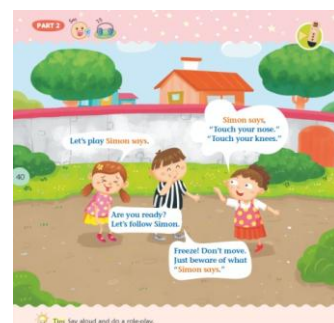 PART 2
Simon says,
"Touch your nose."
"Touch your knees."
Let's play Simon says.
40
Are you ready?
Let's follow Simon.
Freeze! Don't move.
Just beware of what
"Simon says."
Tips Say aloud and do a role-play.